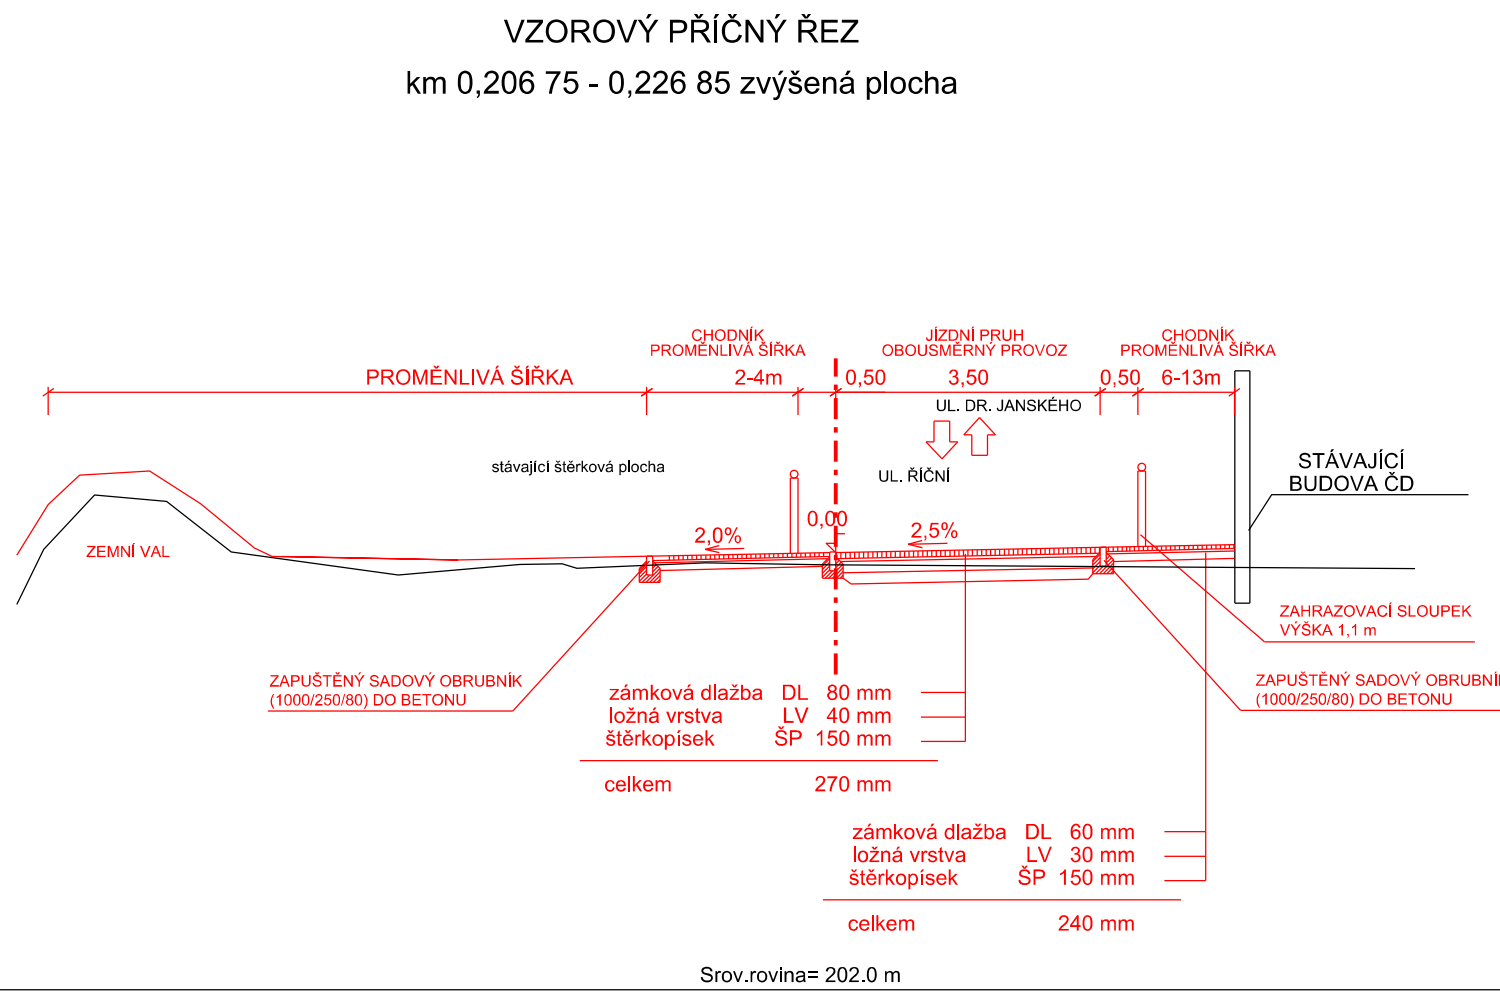 VZOROVÝ PŘÍČNÝ ŘEZ
km 0,206 75 - 0,226 85 zvýšená plocha
CHODNÍK
PROMĚNLIVÁ ŠÍŘKA
JÍZDNÍ PRUH
OBOUSMĚRNÝ PROVOZ
CHODNÍK
PROMĚNLIVÁ ŠÍŘKA
PROMĚNLIVÁ ŠÍŘKA
2-4m
0,50
3,50
0,50
6-13m
UL. DR. JANSKÉHO
UL. ŘÍČNÍ
stávající štěrková plocha
STÁVAJÍCÍ
BUDOVA ČD
ZEMNÍ VAL
2,0%
0,00
2,5%
ZAHRAZOVACÍ SLOUPEK
VÝŠKA 1,1 m
ZAPUŠTĚNÝ SADOVÝ OBRUBNÍK
(1000/250/80) DO BETONU
ZAPUŠTĚNÝ SADOVÝ OBRUBNÍK
(1000/250/80) DO BETONU
zámková dlažba DL 80 mm
ložná vrstva LV 40 mm
štěrkopísek ŠP 150 mm
celkem 270 mm
zámková dlažba DL 60 mm
ložná vrstva LV 30 mm
štěrkopísek ŠP 150 mm
celkem 240 mm
Srov.rovina= 202.0 m